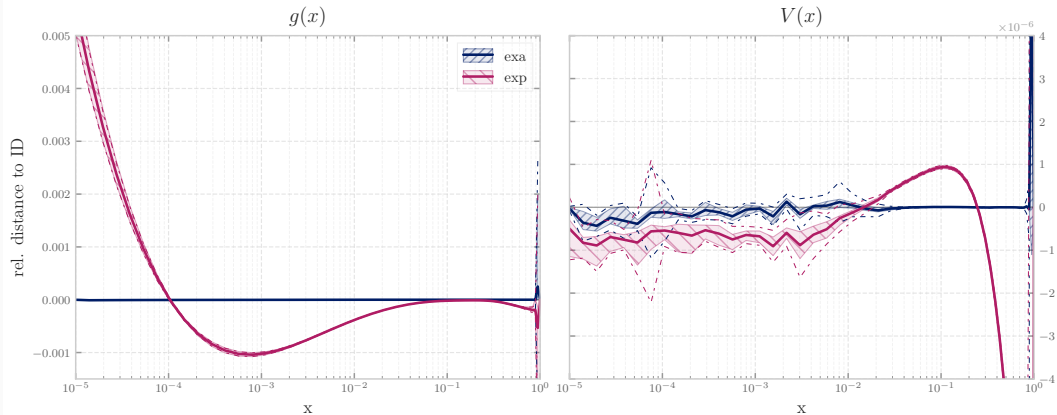 g(x)
V(x)
×10⁻⁶
rel. distance to ID
0.005
0.004
0.003
0.002
0.001
0.000
−0.001
exa
exp
4
3
2
1
0
−1
−2
−3
−4
10⁻⁵ 10⁻⁴ 10⁻³ 10⁻² 10⁻¹ 10⁰
10⁻⁵ 10⁻⁴ 10⁻³ 10⁻² 10⁻¹ 10⁰
x
x